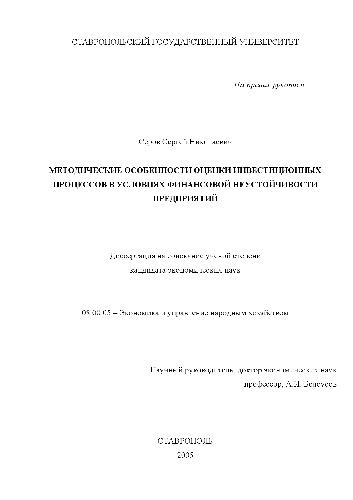 СТАВРОПОЛЬСКИЙ ГОСУДАРСТВЕННЫЙ УНИВЕРСИТЕТ
На правах рукописи
Сергей Николаевич
МЕТОДИЧЕСКИЕ ОСОБЕННОСТИ ОЦЕНКИ ИНВЕСТИЦИОННЫХ
ПРОЦЕССОВ В УСЛОВИЯХ ФИНАНСОВОЙ НЕУСТОЙЧИВОСТИ
ПРЕДПРИЯТИЙ
Диссертация на соискание ученой степени
кандидата экономических наук
08.00.05 – Экономика и управление народным хозяйством
Научный руководитель: доктор экономических наук
профессор, А.И. Белоусов
СТАВРОПОЛЬ
2005